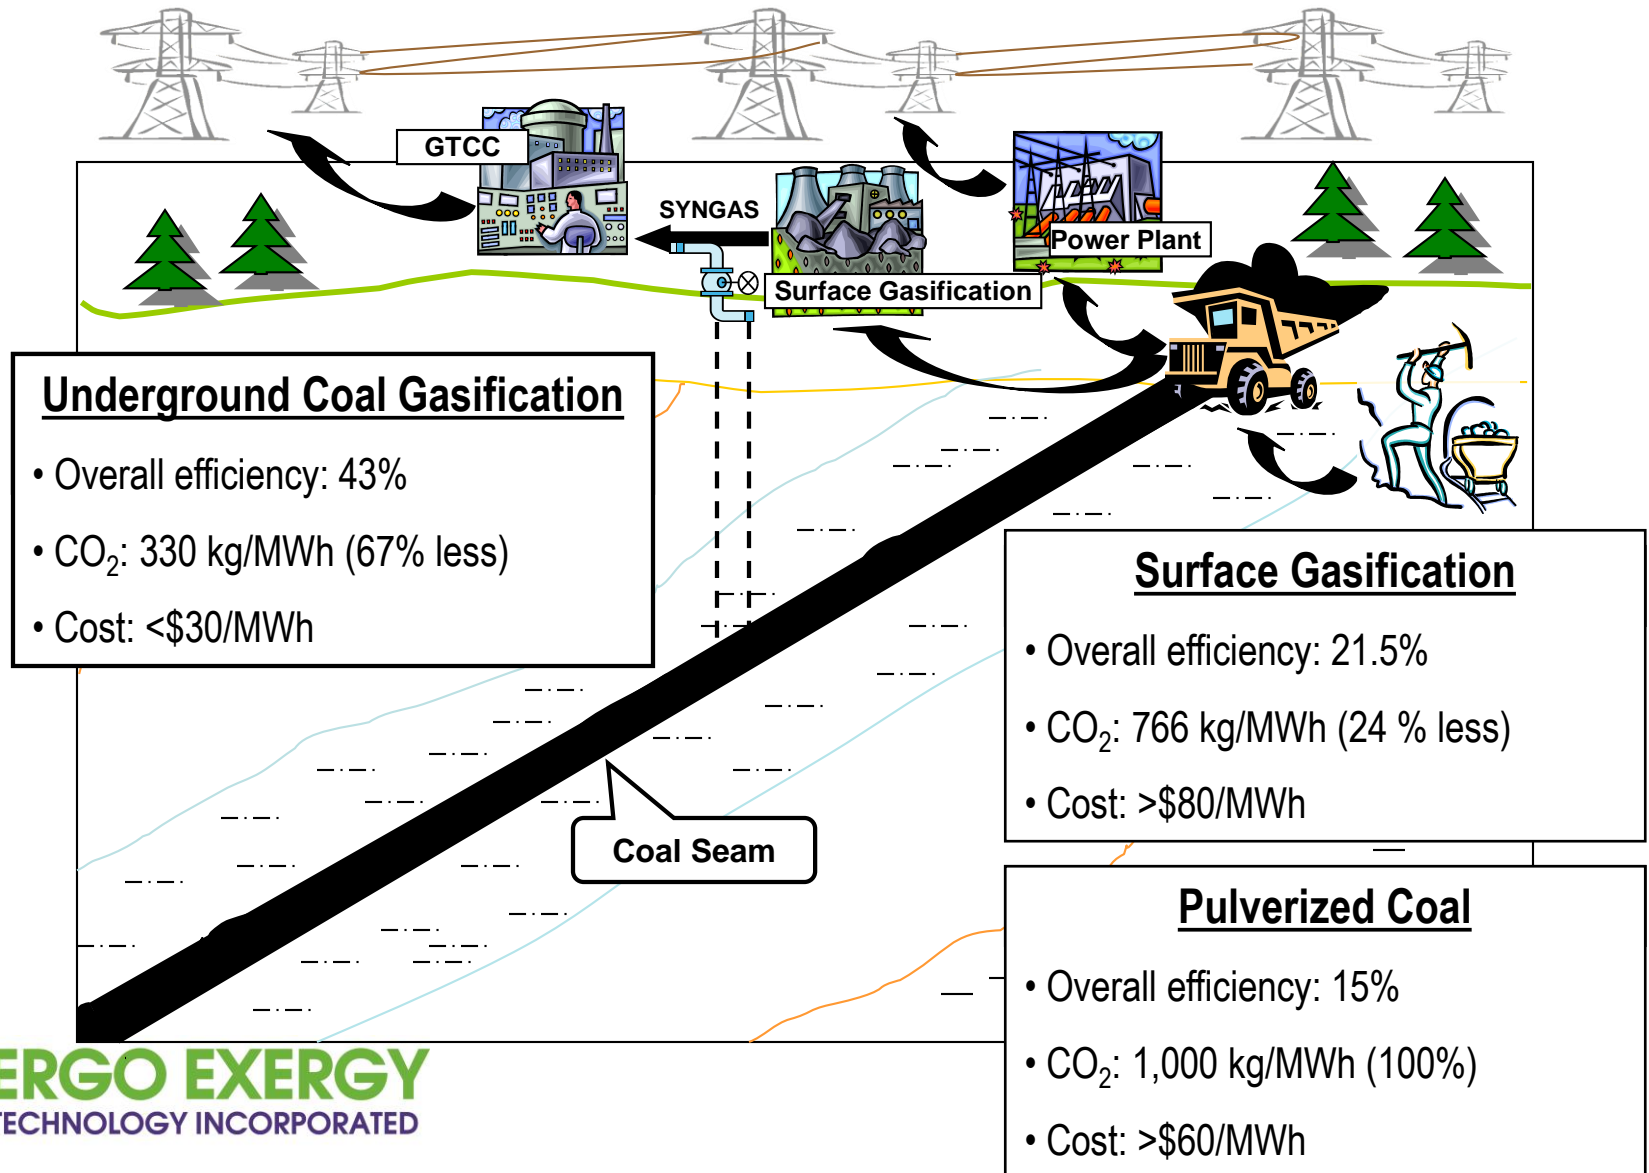 GTCC
SYNGAS
Power Plant
Surface Gasification
Underground Coal Gasification
• Overall efficiency: 43%
• CO₂: 330 kg/MWh (67% less)
• Cost: <$30/MWh
Surface Gasification
• Overall efficiency: 21.5%
• CO₂: 766 kg/MWh (24 % less)
• Cost: >$80/MWh
Coal Seam
Pulverized Coal
• Overall efficiency: 15%
• CO₂: 1,000 kg/MWh (100%)
• Cost: >$60/MWh
ERGO EXERGY
TECHNOLOGY INCORPORATED